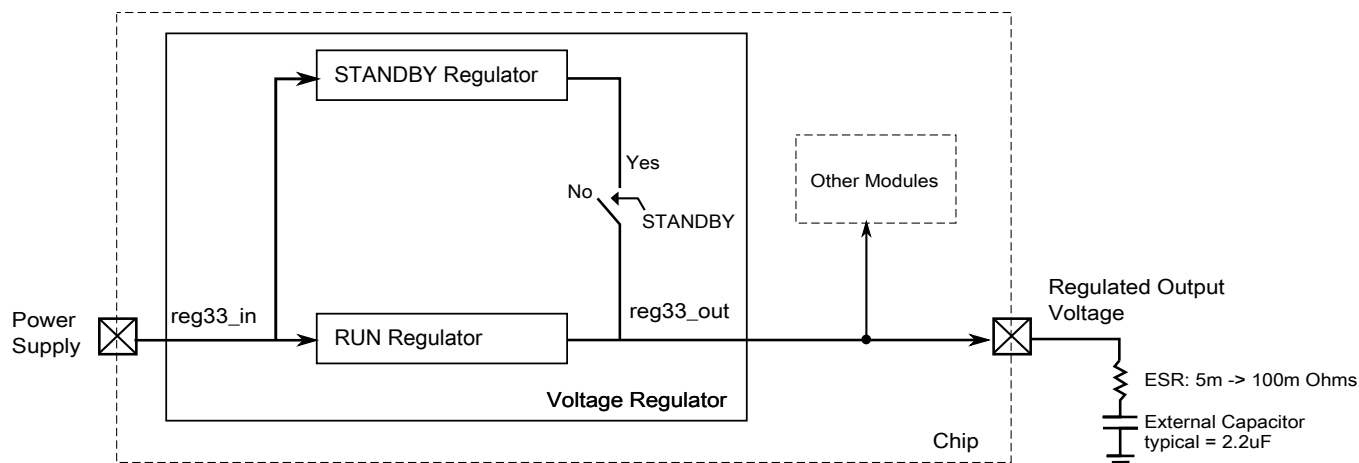 STANDBY Regulator
Yes
No
STANDBY
Other Modules
Power
Supply
reg33_in
RUN Regulator
reg33_out
Regulated Output
Voltage
ESR: 5m -> 100m Ohms
Voltage Regulator
External Capacitor
typical = 2.2uF
Chip